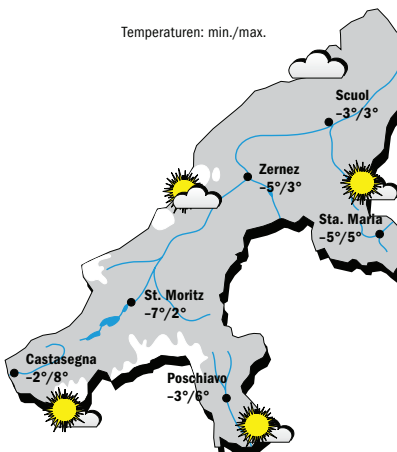 Temperaturen: min./max.
Scuol
–3°/3°
Zernez
–5°/3°
Sta. Maria
–5°/5°
St. Moritz
–7°/2°
Castasegna
–2°/8°
Poschiavo
–3°/6°